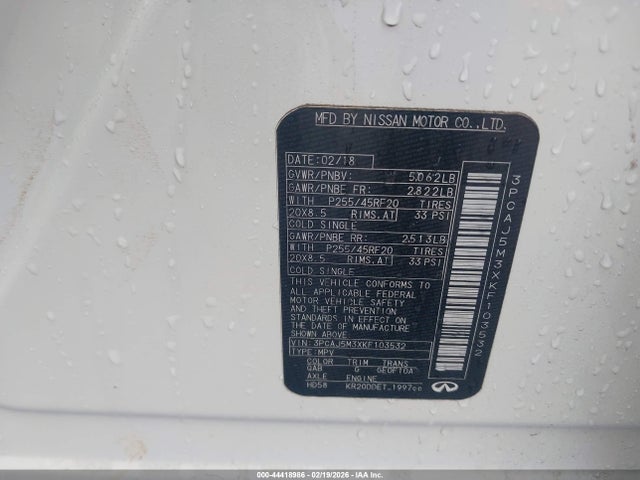 MFD BY NISSAN MOTOR CO.,LTD.
DATE: 02/18
GVWR/PNBV: 5.062LB
GAWR/PNBE FR: 2.822LB
WITH P255/45RF20 TIRES
20X8.5 RIMS.AT 33 PSI
COLD SINGLE
GAWR/PNBE RR: 2.513LB
WITH P255/45RF20 TIRES
20X8.5 RIMS.AT 33 PSI
COLD SINGLE
THIS VEHICLE CONFORMS TO
ALL APPLICABLE FEDERAL
MOTOR VEHICLE SAFETY
AND THEFT PREVENTION
STANDARDS IN EFFECT ON
THE DATE OF MANUFACTURE
SHOWN ABOVE
VIN: 3PCAJ5M3XKF103532
TYPE: MPV
COLOR TRIM TRANS
QAB G GEOF10A
AXLE ENGINE
HD58 KR20DDET 1997cc
3PCAJ5M3XKF103532
INFINITI
000-44418986 - 02/19/2026 - IAA, Inc.